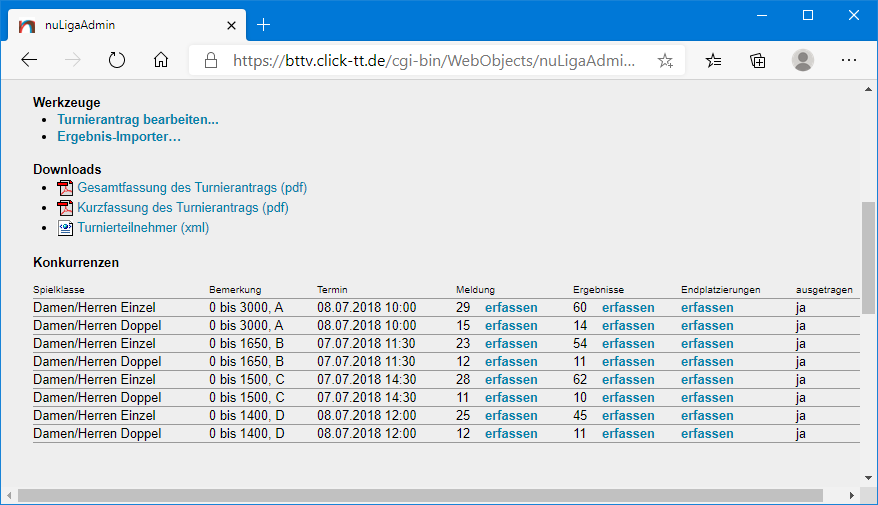 nuLigaAdmin
https://bttv.click-tt.de/cgi-bin/WebObjects/nuLigaAdmi...
Werkzeuge
Turnierantrag bearbeiten...
Ergebnis-Importer...
Downloads
Gesamtfassung des Turnierantrags (pdf)
Kurzfassung des Turnierantrags (pdf)
Turnierteilnehmer (xml)
Konkurrenzen
Spielklasse Bemerkung Termin Meldung Ergebnisse Endplatzierungen ausgetragen
Damen/Herren Einzel 0 bis 3000, A 08.07.2018 10:00 29 erfassen 60 erfassen erfassen ja
Damen/Herren Doppel 0 bis 3000, A 08.07.2018 10:00 15 erfassen 14 erfassen erfassen ja
Damen/Herren Einzel 0 bis 1650, B 07.07.2018 11:30 23 erfassen 54 erfassen erfassen ja
Damen/Herren Doppel 0 bis 1650, B 07.07.2018 11:30 12 erfassen 11 erfassen erfassen ja
Damen/Herren Einzel 0 bis 1500, C 07.07.2018 14:30 28 erfassen 62 erfassen erfassen ja
Damen/Herren Doppel 0 bis 1500, C 07.07.2018 14:30 11 erfassen 10 erfassen erfassen ja
Damen/Herren Einzel 0 bis 1400, D 08.07.2018 12:00 25 erfassen 45 erfassen erfassen ja
Damen/Herren Doppel 0 bis 1400, D 08.07.2018 12:00 12 erfassen 11 erfassen erfassen ja